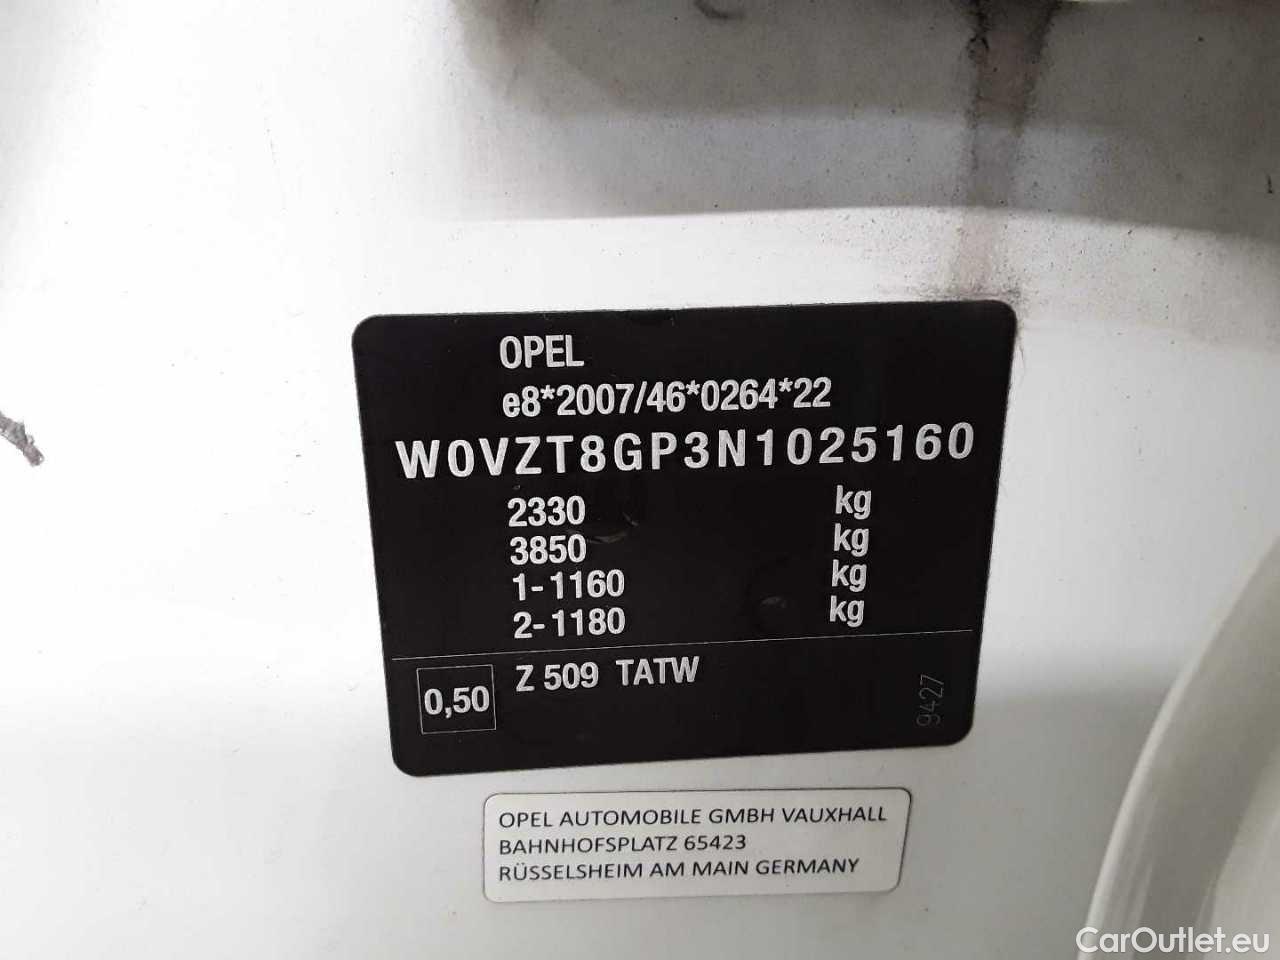 OPEL
e8*2007/46*0264*22
W0VZT8GP3N1025160
2330 kg
3850 kg
1-1160 kg
2-1180 kg
0,50 Z 509 TATW
9427
OPEL AUTOMOBILE GMBH VAUXHALL
BAHNHOFSPLATZ 65423
RÜSSELSHEIM AM MAIN GERMANY
CarOutlet.eu